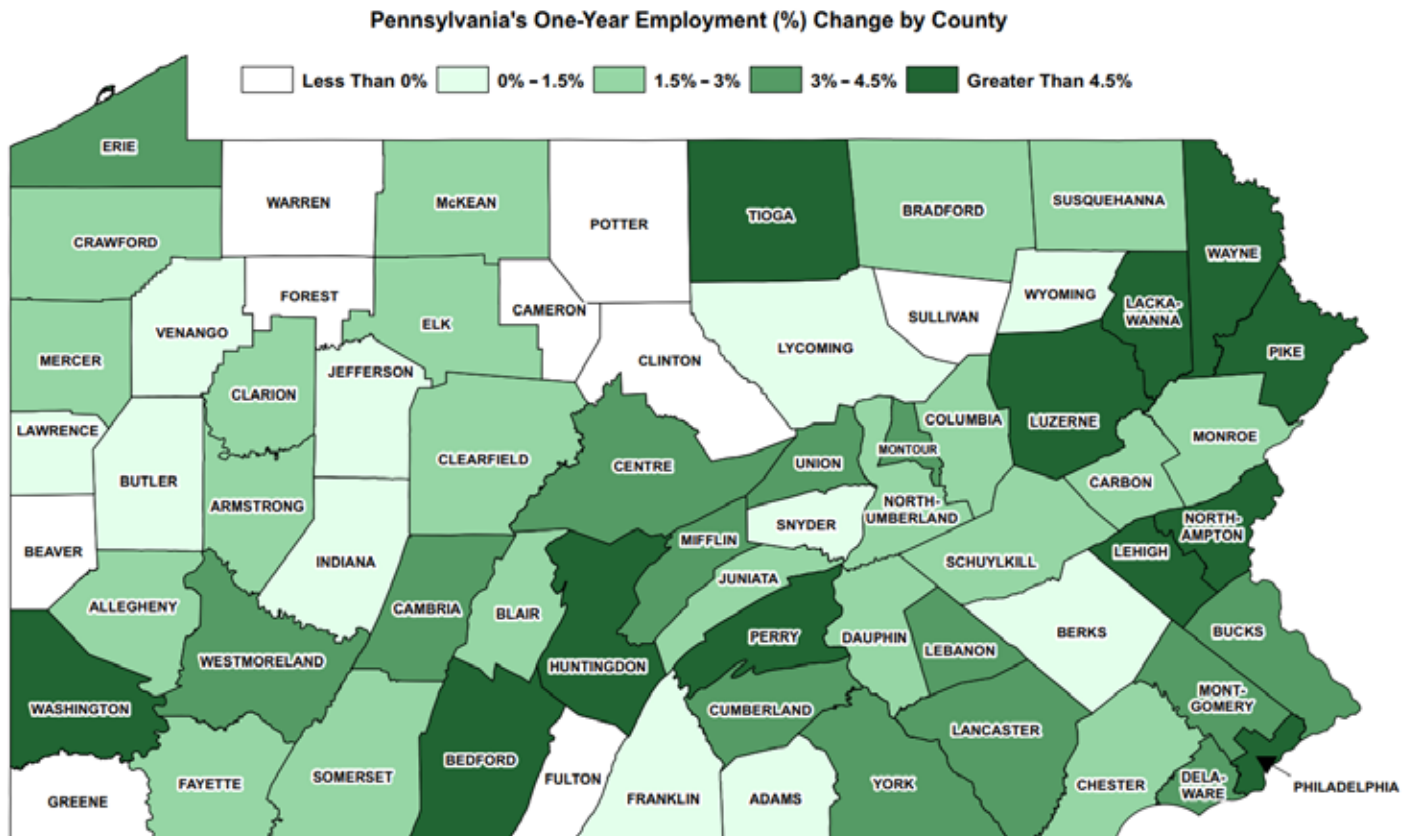 Pennsylvania's One-Year Employment (%) Change by County
Less Than 0%
0% – 1.5%
1.5% – 3%
3% – 4.5%
Greater Than 4.5%
ERIE
WARREN
McKEAN
POTTER
TIOGA
BRADFORD
SUSQUEHANNA
WAYNE
CRAWFORD
FOREST
CAMERON
SULLIVAN
WYOMING
LACKA-
WANNA
VENANGO
ELK
CLINTON
LYCOMING
PIKE
MERCER
CLARION
JEFFERSON
COLUMBIA
LUZERNE
MONROE
LAWRENCE
CLEARFIELD
CENTRE
UNION
MONTOUR
CARBON
BUTLER
ARMSTRONG
NORTH-
UMBERLAND
SNYDER
NORTH-
AMPTON
BEAVER
INDIANA
MIFFLIN
SCHUYLKILL
LEHIGH
ALLEGHENY
CAMBRIA
BLAIR
JUNIATA
PERRY
DAUPHIN
LEBANON
BERKS
BUCKS
WESTMORELAND
HUNTINGDON
WASHINGTON
CUMBERLAND
LANCASTER
MONT-
GOMERY
FAYETTE
SOMERSET
BEDFORD
FULTON
FRANKLIN
ADAMS
YORK
CHESTER
DELA-
WARE
PHILADELPHIA
GREENE